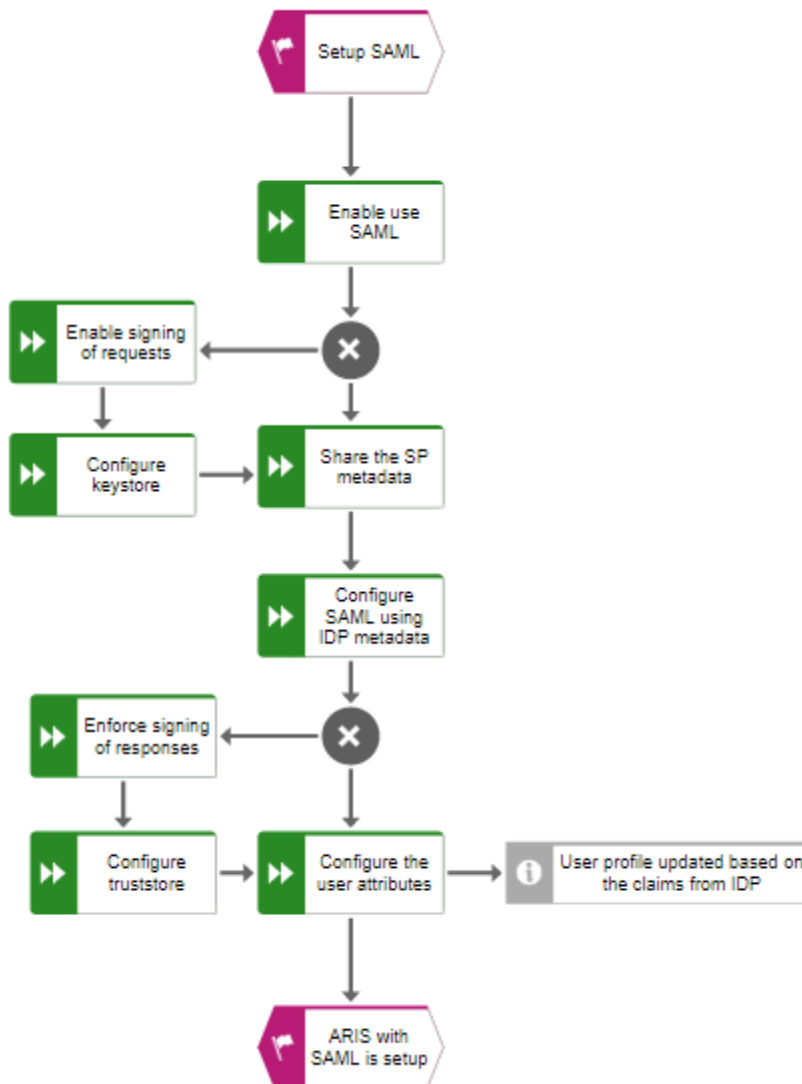 Setup SAML
Enable use
SAML
Enable signing
of requests
Configure
keystore
Share the SP
metadata
Configure
SAML using
IDP metadata
Enforce signing
of responses
Configure
truststore
Configure the
user attributes
User profile updated based on
the claims from IDP
ARIS with
SAML is setup